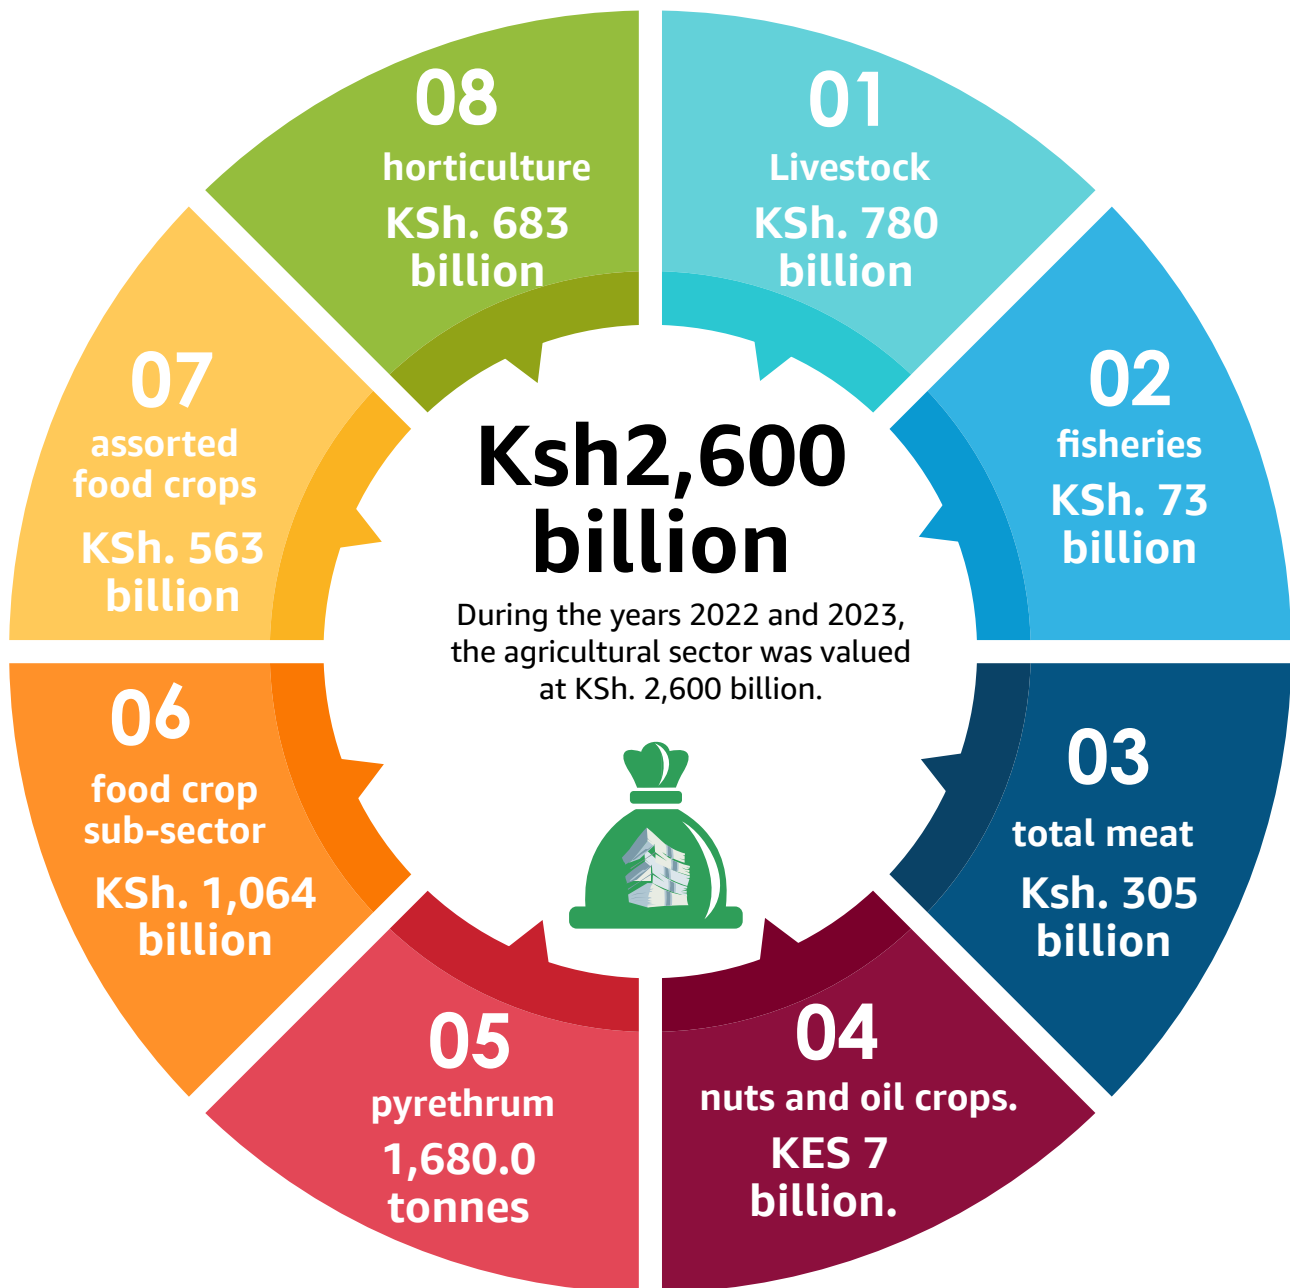 08
horticulture
KSh. 683
billion
01
Livestock
KSh. 780
billion
02
fisheries
KSh. 73
billion
03
total meat
Ksh. 305
billion
04
nuts and oil crops.
KES 7
billion.
05
pyrethrum
1,680.0
tonnes
06
food crop
sub-sector
KSh. 1,064
billion
07
assorted
food crops
KSh. 563
billion
Ksh2,600
billion
During the years 2022 and 2023,
the agricultural sector was valued
at KSh. 2,600 billion.